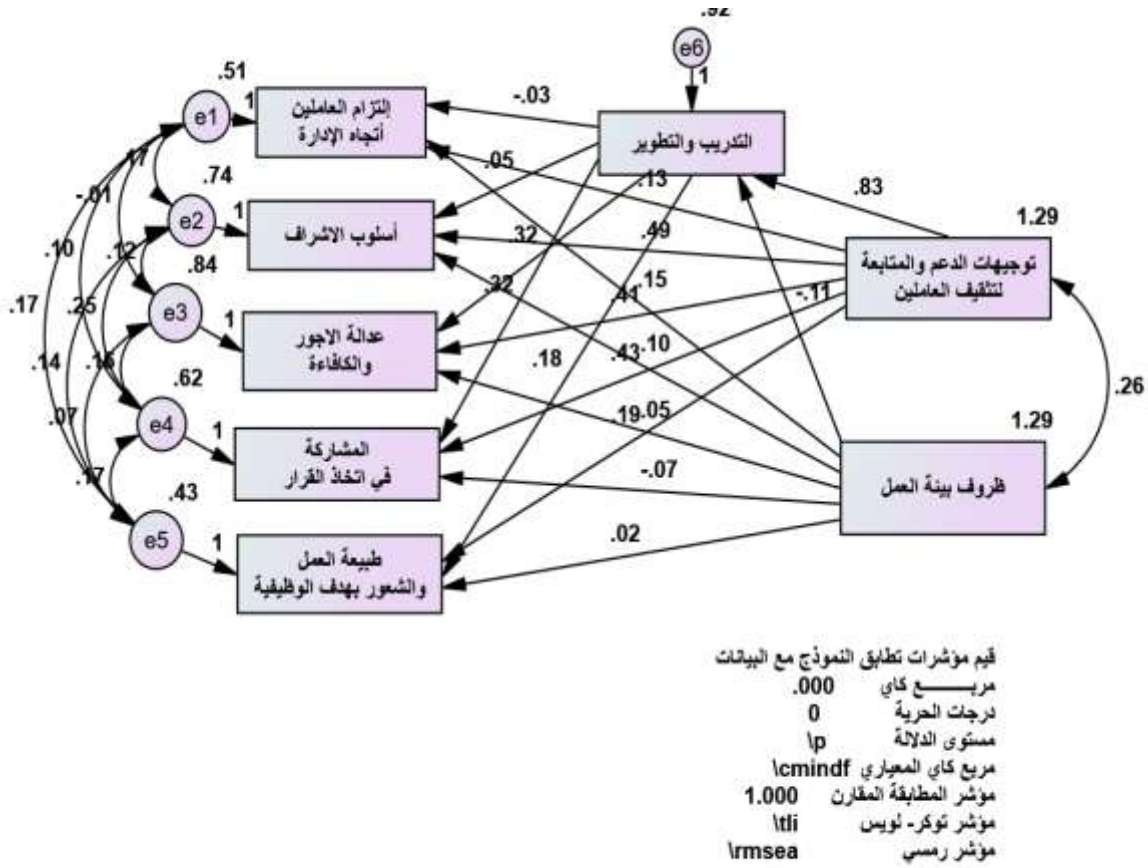 .92
e6
1
.51
e1
1
إلتزام العاملين
أتجاه الإدارة
-.03
التدريب والتطوير
.17
-.01
.74
e2
1
أسلوب الاشراف
.05
.13
.83
1.29
.10
.12
.84
.32
.49
توجيهات الدعم والمتابعة
لتثقيف العاملين
.17
.25
e3
1
عدالة الاجور
والكافاءة
.32
.41
.15
-.11
.14
.16
.62
.18
.43
.10
.26
.07
e4
1
المشاركة
في اتخاذ القرار
.19
.05
1.29
ظروف بيئة العمل
.17
.43
-.07
e5
1
طبيعة العمل
والشعور بهدف الوظيفية
.02
قيم مؤشرات تطابق النموذج مع البيانات
مربـــــــع كاي .000
درجات الحرية 0
مستوى الدلالة \p
مربع كاي المعياري \cmindf
مؤشر المطابقة المقارن 1.000
مؤشر توكر- لويس \tli
مؤشر رمسي \rmsea